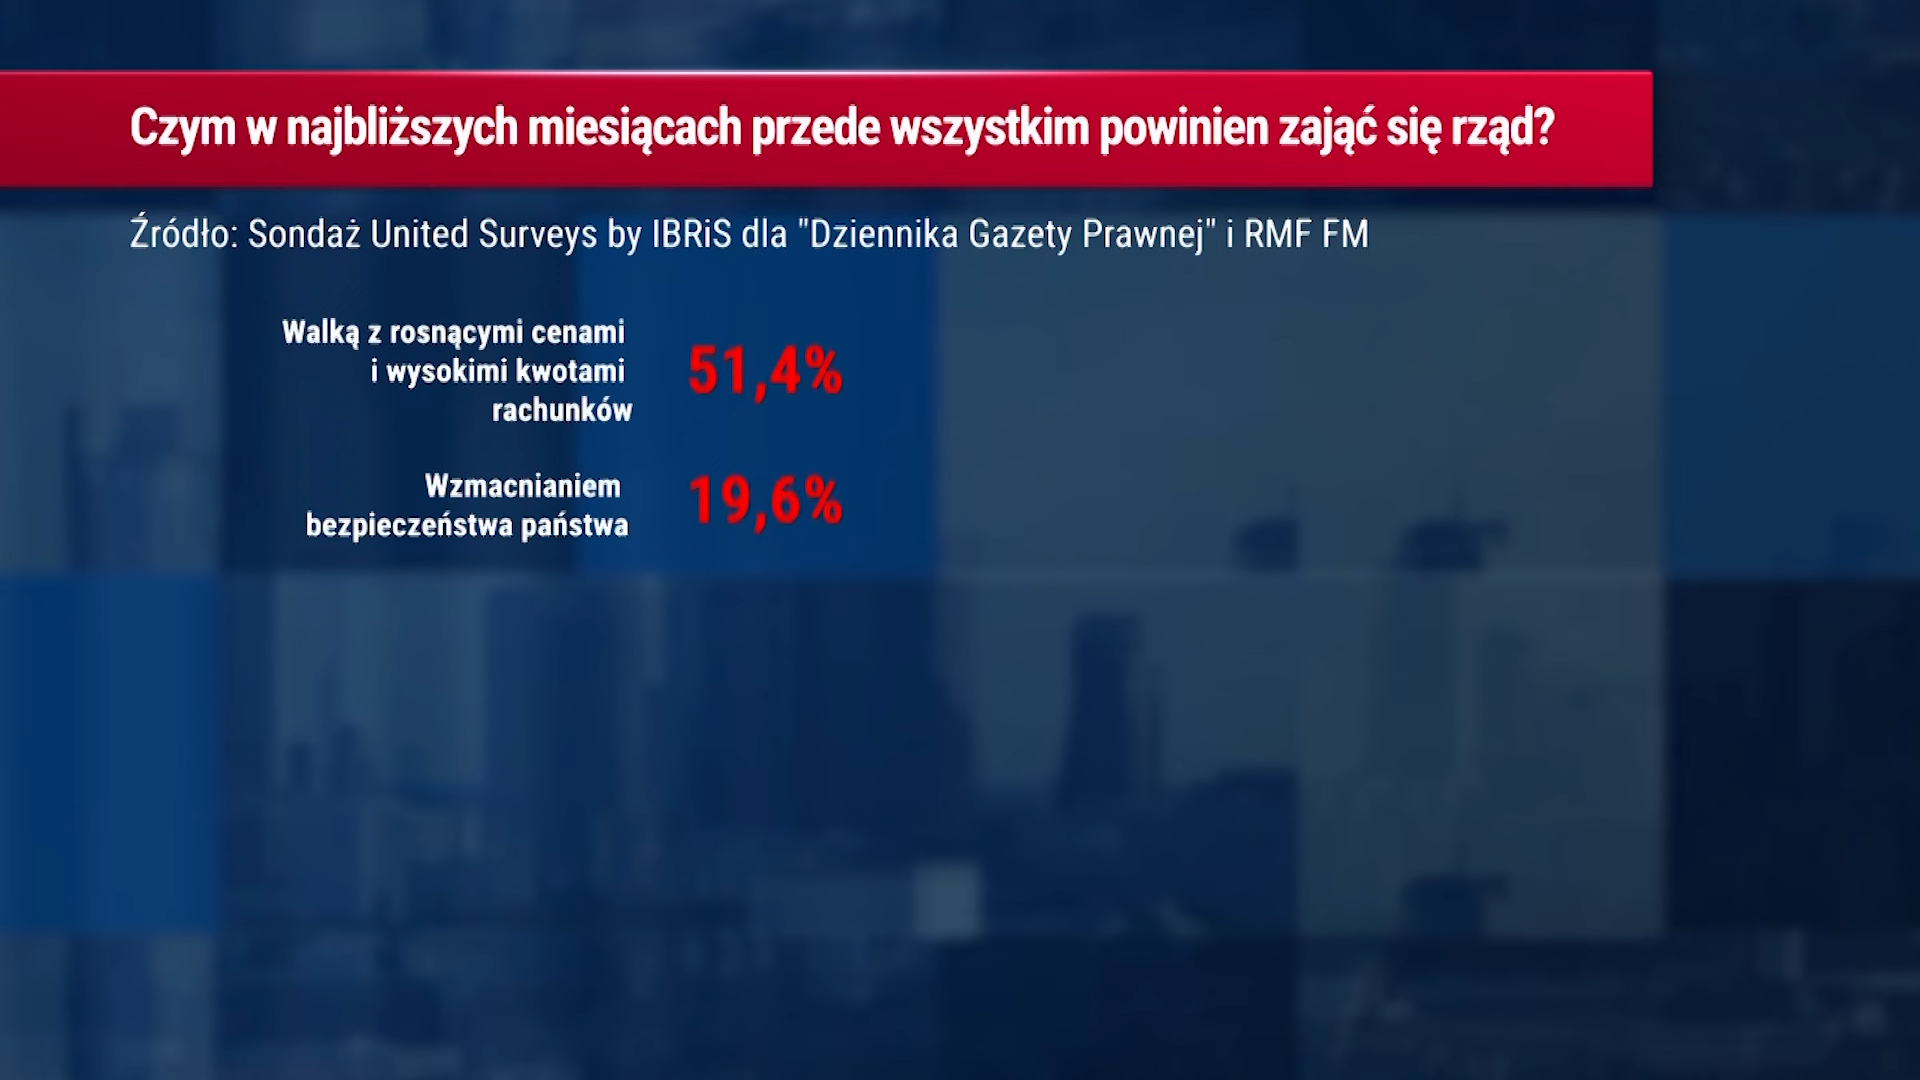 Czym w najbliższych miesiącach przede wszystkim powinien zająć się rząd?
Źródło: Sondaż United Surveys by IBRiS dla "Dziennika Gazety Prawnej" i RMF FM
Walką z rosnącymi cenami
i wysokimi kwotami
rachunków
51,4%
Wzmacnianiem
bezpieczeństwa państwa
19,6%